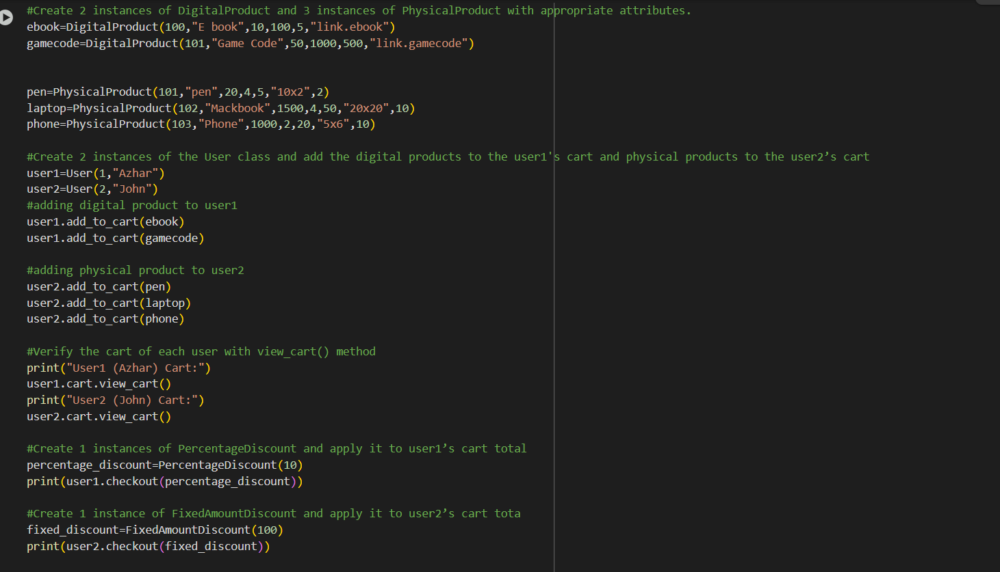 #Create 2 instances of DigitalProduct and 3 instances of PhysicalProduct with appropriate attributes.
ebook=DigitalProduct(100,"E book",10,100,5,"link.ebook")
gamecode=DigitalProduct(101,"Game Code",50,1000,500,"link.gamecode")
pen=PhysicalProduct(101,"pen",20,4,5,"10x2",2)
laptop=PhysicalProduct(102,"Mackbook",1500,4,50,"20x20",10)
phone=PhysicalProduct(103,"Phone",1000,2,20,"5x6",10)
#Create 2 instances of the User class and add the digital products to the user1's cart and physical products to the user2’s cart
user1=User(1,"Azhar")
user2=User(2,"John")
#adding digital product to user1
user1.add_to_cart(ebook)
user1.add_to_cart(gamecode)
#adding physical product to user2
user2.add_to_cart(pen)
user2.add_to_cart(laptop)
user2.add_to_cart(phone)
#Verify the cart of each user with view_cart() method
print("User1 (Azhar) Cart:")
user1.cart.view_cart()
print("User2 (John) Cart:")
user2.cart.view_cart()
#Create 1 instances of PercentageDiscount and apply it to user1’s cart total
percentage_discount=PercentageDiscount(10)
print(user1.checkout(percentage_discount))
#Create 1 instance of FixedAmountDiscount and apply it to user2’s cart tota
fixed_discount=FixedAmountDiscount(100)
print(user2.checkout(fixed_discount))